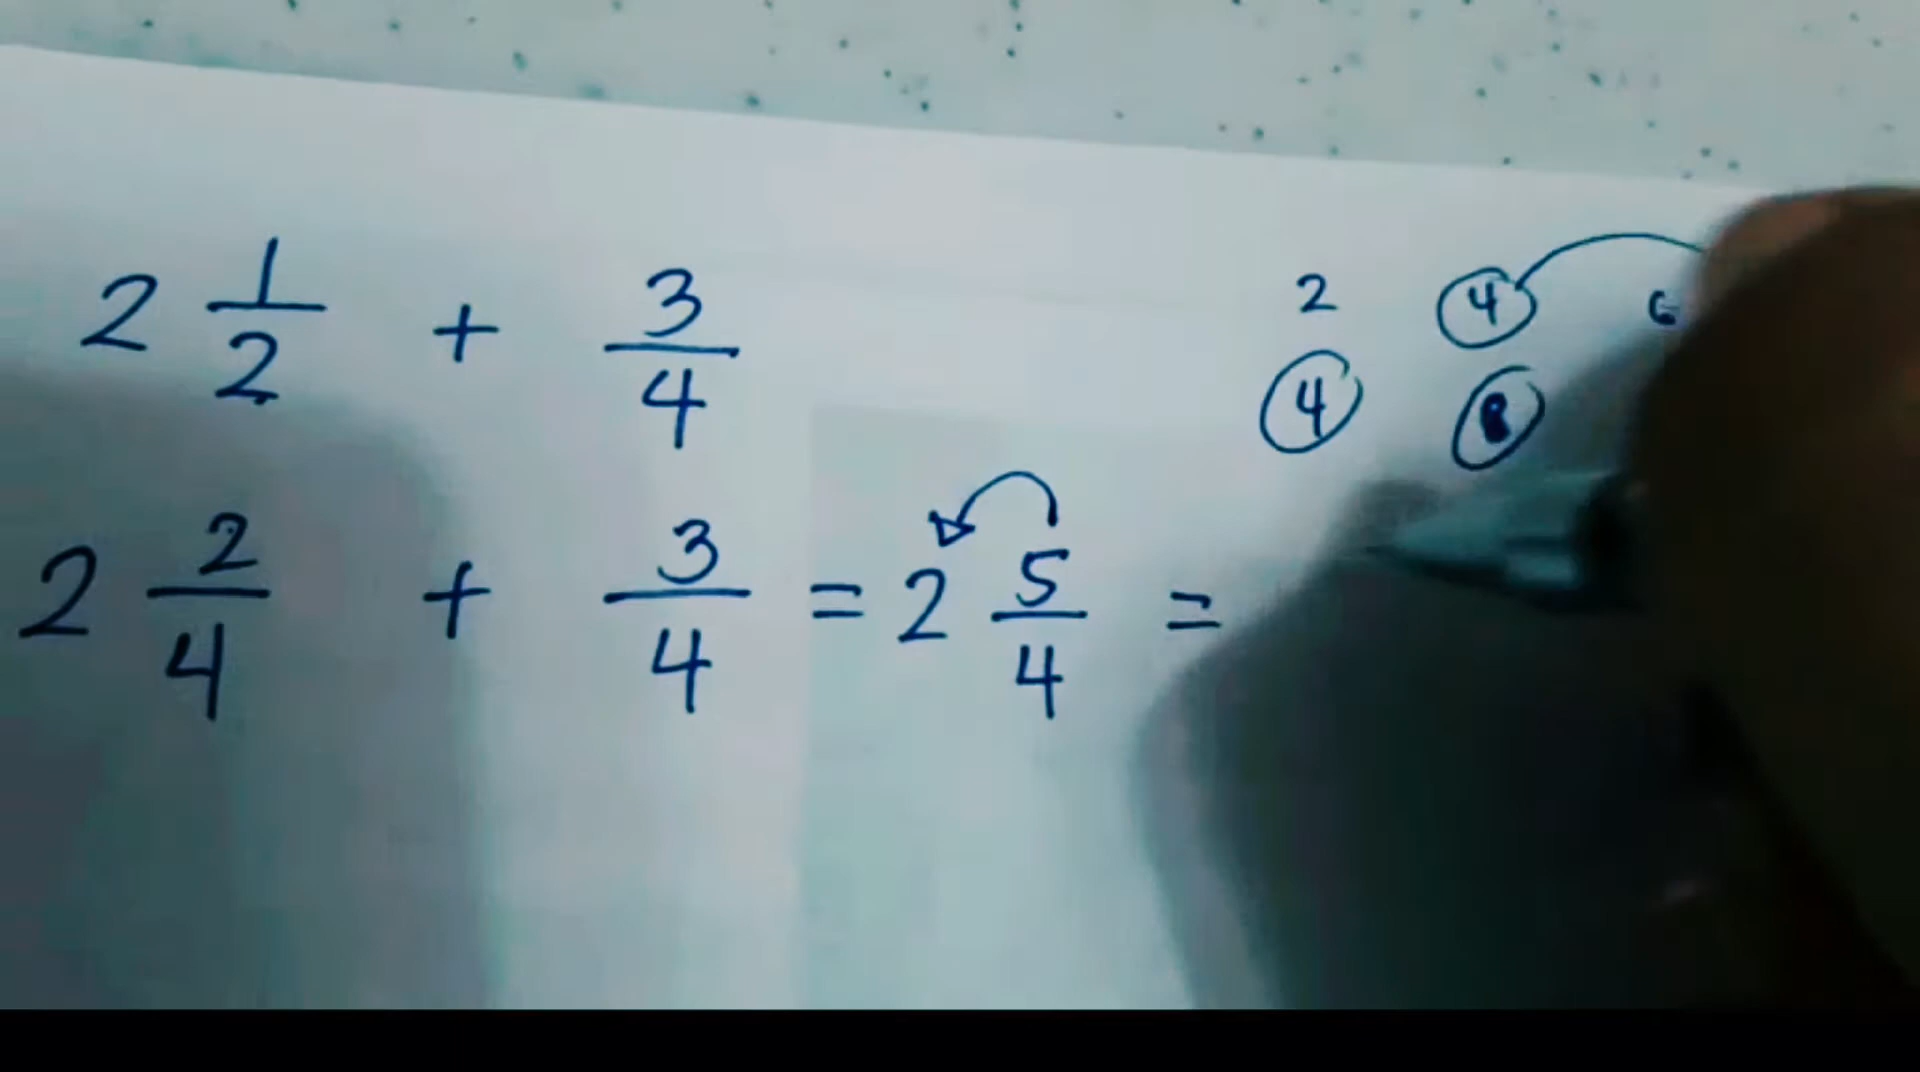 2 1/2 + 3/4
2 4 6
4 8
2 2/4 + 3/4 = 2 5/4 =